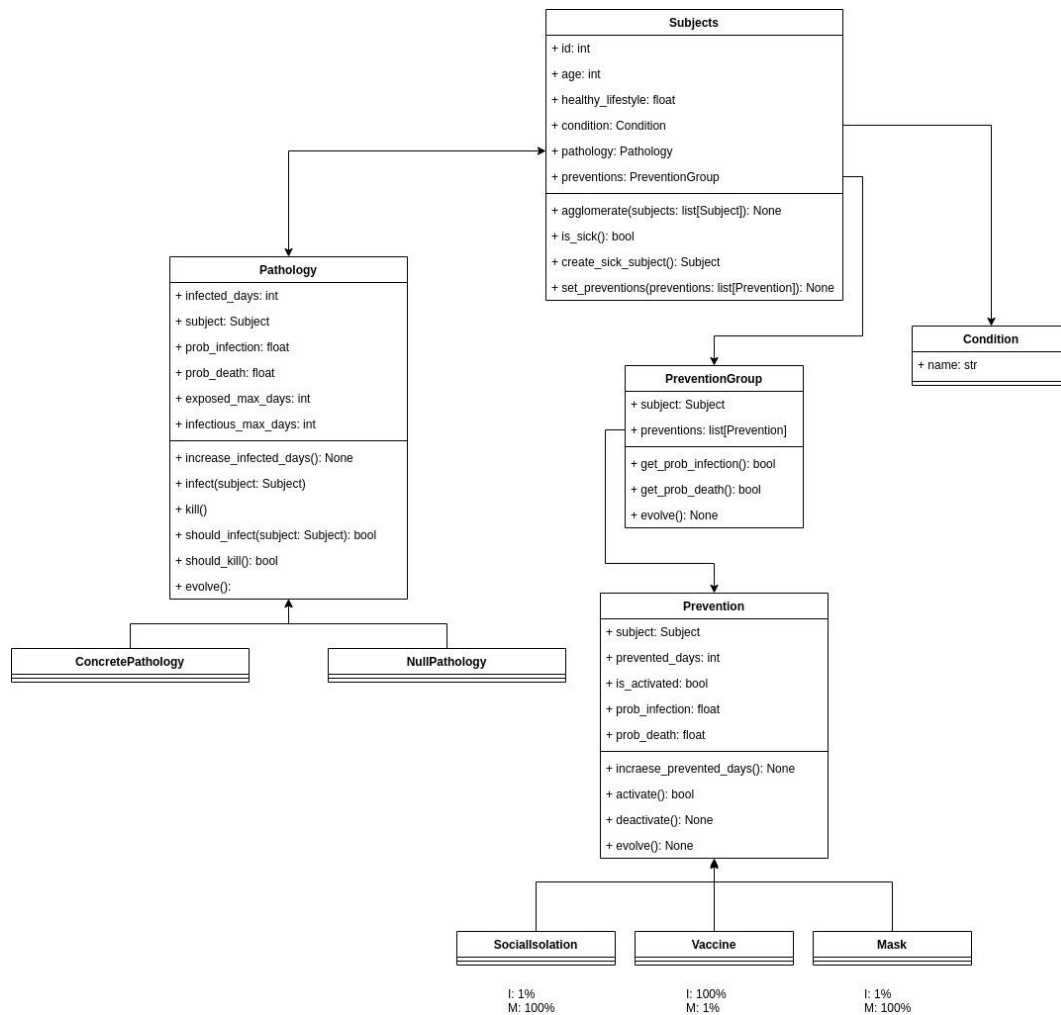 Subjects
+ id: int
+ age: int
+ healthy_lifestyle: float
+ condition: Condition
+ pathology: Pathology
+ preventions: PreventionGroup
+ agglomerate(subjects: list[Subject]): None
+ is_sick(): bool
+ create_sick_subject(): Subject
+ set_preventions(preventions: list[Prevention]): None
Pathology
+ infected_days: int
+ subject: Subject
+ prob_infection: float
+ prob_death: float
+ exposed_max_days: int
+ infectious_max_days: int
+ increase_infected_days(): None
+ infect(subject: Subject)
+ kill()
+ should_infect(subject: Subject): bool
+ should_kill(): bool
+ evolve():
Condition
+ name: str
PreventionGroup
+ subject: Subject
+ preventions: list[Prevention]
+ get_prob_infection(): bool
+ get_prob_death(): bool
+ evolve(): None
ConcretePathology
NullPathology
Prevention
+ subject: Subject
+ prevented_days: int
+ is_activated: bool
+ prob_infection: float
+ prob_death: float
+ incraese_prevented_days(): None
+ activate(): bool
+ deactivate(): None
+ evolve(): None
SocialIsolation
Vaccine
Mask
I: 1%
M: 100%
I: 100%
M: 1%
I: 1%
M: 100%